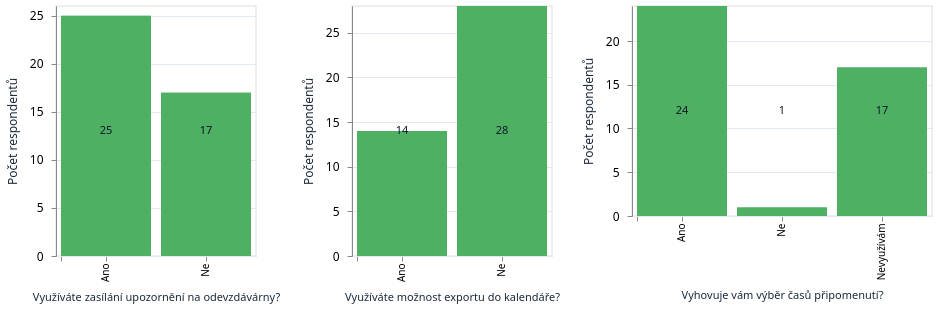 Počet respondentů
25
20
15
10
5
0
25
17
Ano
Ne
Využíváte zasílání upozornění na odevzdávárny?
Počet respondentů
25
20
15
10
5
0
14
28
Ano
Ne
Využíváte možnost exportu do kalendáře?
Počet respondentů
20
15
10
5
0
24
1
17
Ano
Ne
Nevyužívám
Vyhovuje vám výběr časů připomenutí?